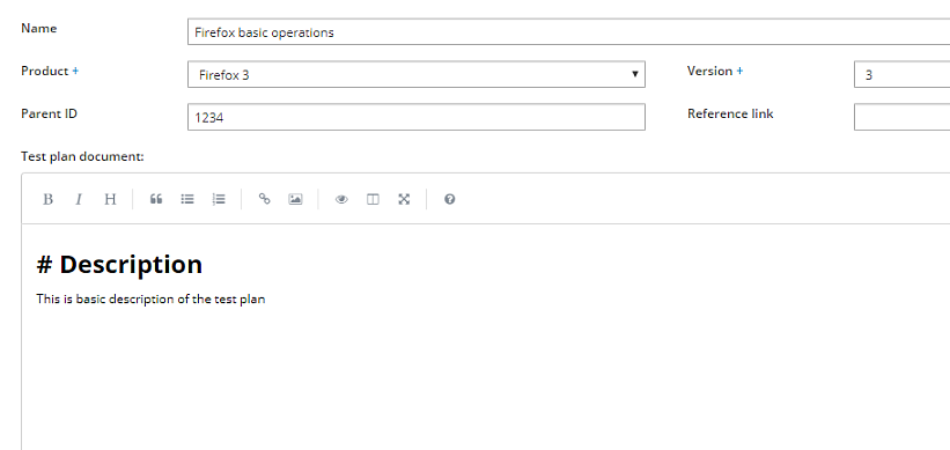 Name Firefox basic operations
Product + Firefox 3 Version + 3
Parent ID 1234 Reference link
Test plan document:
B I H
# Description
This is basic description of the test plan